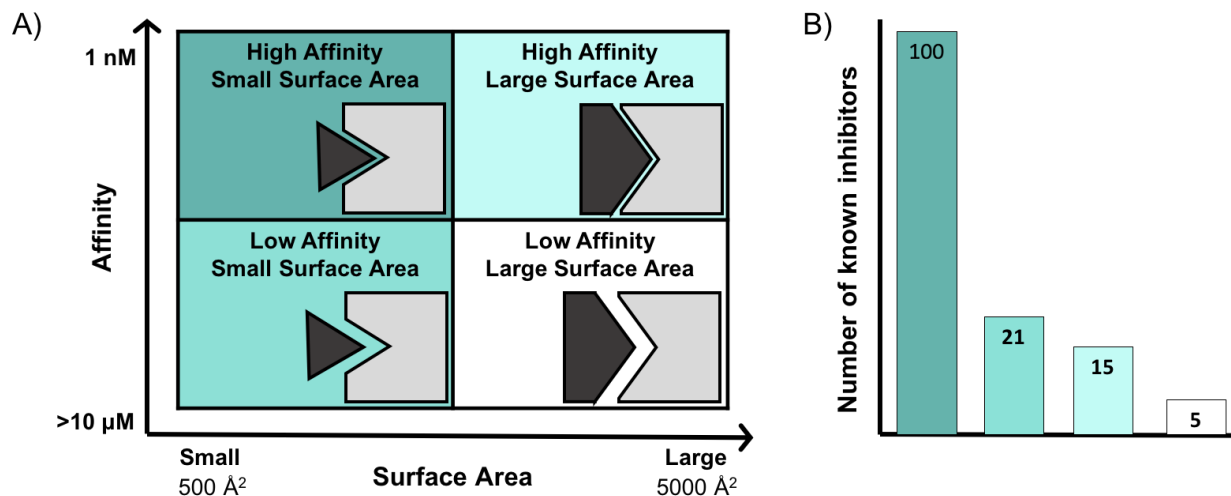 A)
1 nM
Affinity
>10 µM
High Affinity
Small Surface Area
High Affinity
Large Surface Area
Low Affinity
Small Surface Area
Low Affinity
Large Surface Area
Small
500 Å²
Surface Area
Large
5000 Å²
B)
Number of known inhibitors
100
21
15
5